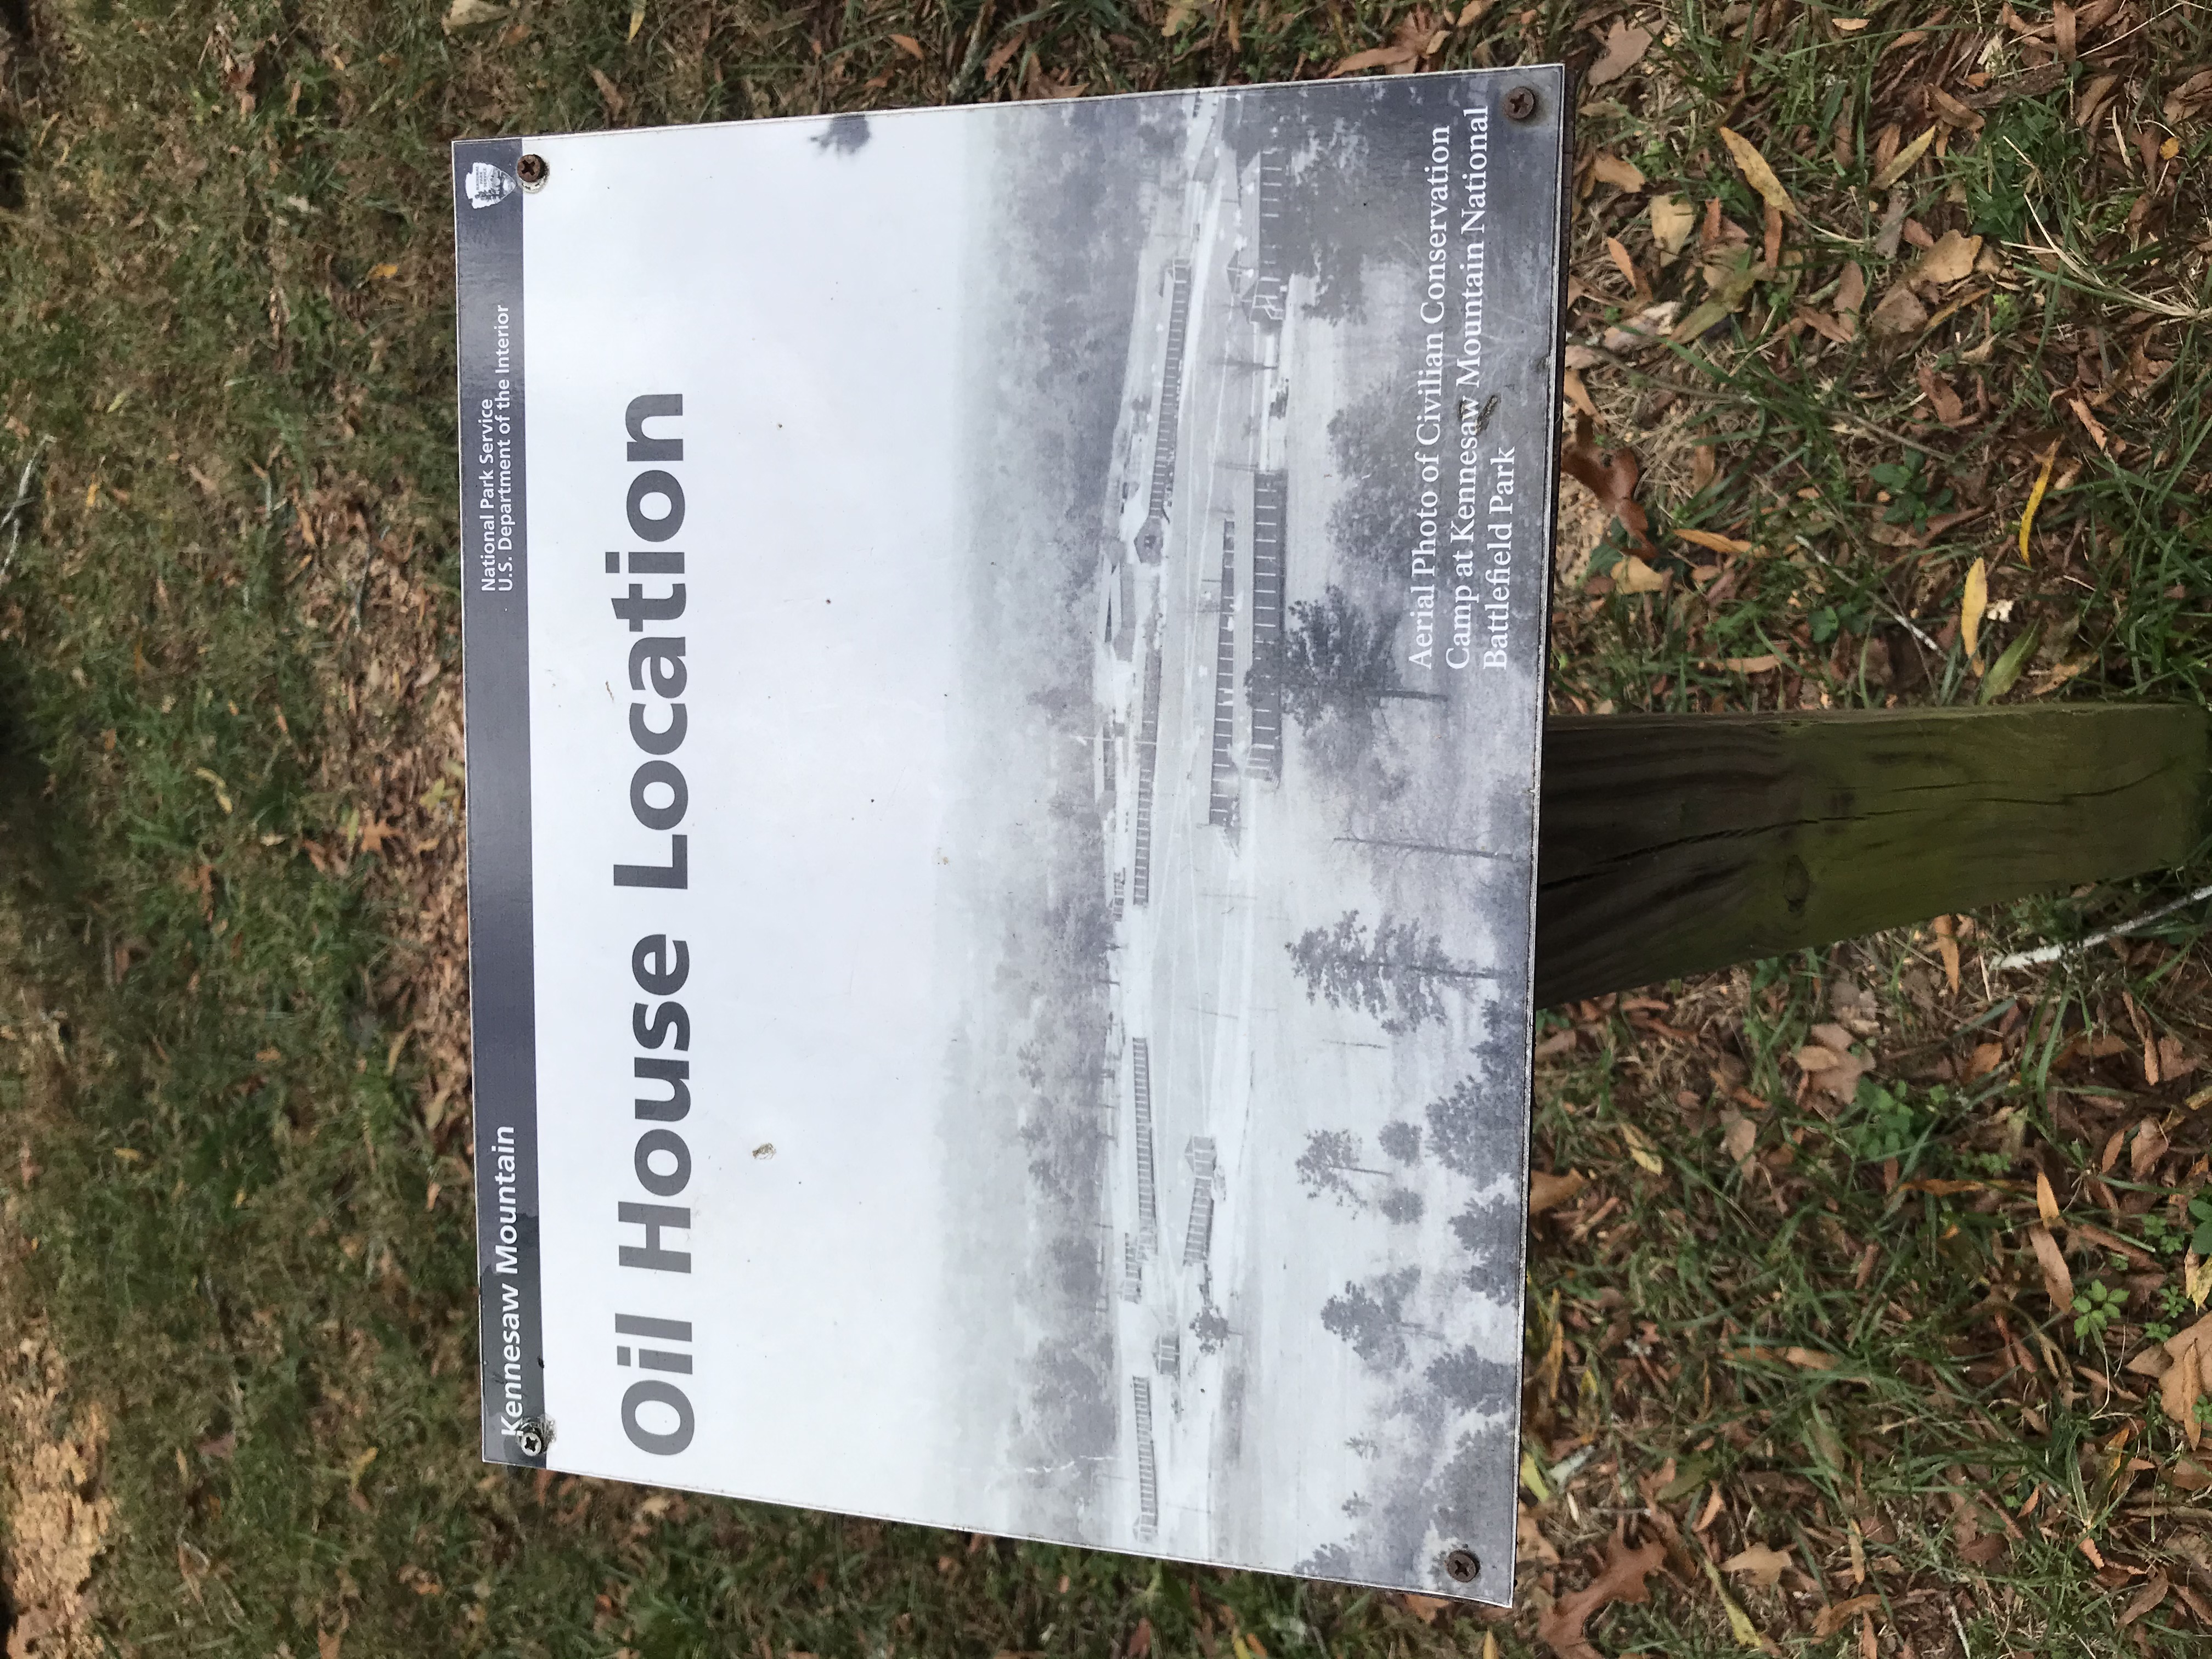 Kennesaw Mountain
National Park Service
U.S. Department of the Interior
Oil House Location
Aerial Photo of Civilian Conservation
Camp at Kennesaw Mountain National
Battlefield Park